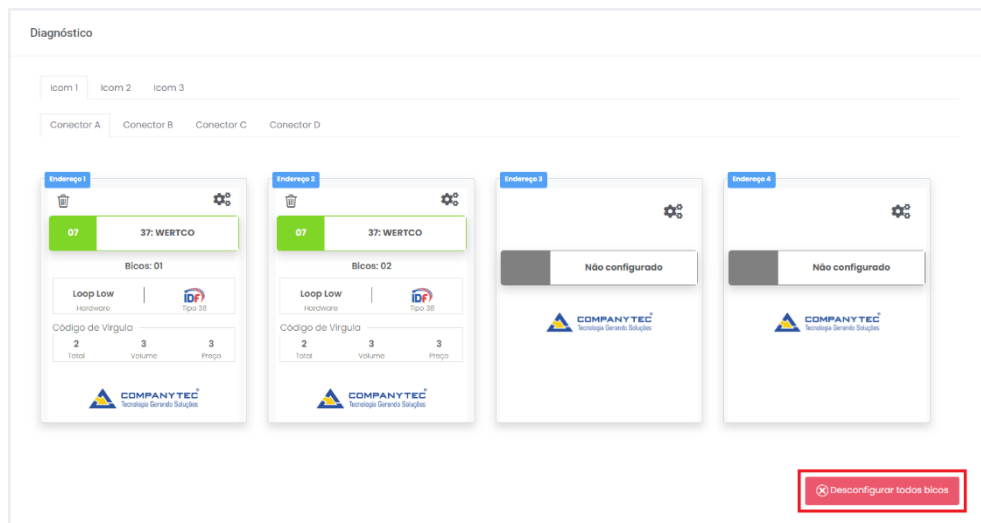 Diagnóstico
Icom 1 Icom 2 Icom 3
Conector A Conector B Conector C Conector D
Endereço 1
07 37: WERTCO
Bicos: 01
Loop Low
Hardware
iDF
Tipo 38
Código de Vírgula
2 3 3
Total Volume Preço
COMPANYTEC
Tecnologia Gerando Soluções
Endereço 2
07 37: WERTCO
Bicos: 02
Loop Low
Hardware
iDF
Tipo 38
Código de Vírgula
2 3 3
Total Volume Preço
COMPANYTEC
Tecnologia Gerando Soluções
Endereço 3
Não configurado
COMPANYTEC
Tecnologia Gerando Soluções
Endereço 4
Não configurado
COMPANYTEC
Tecnologia Gerando Soluções
Desconfigurar todos bicos